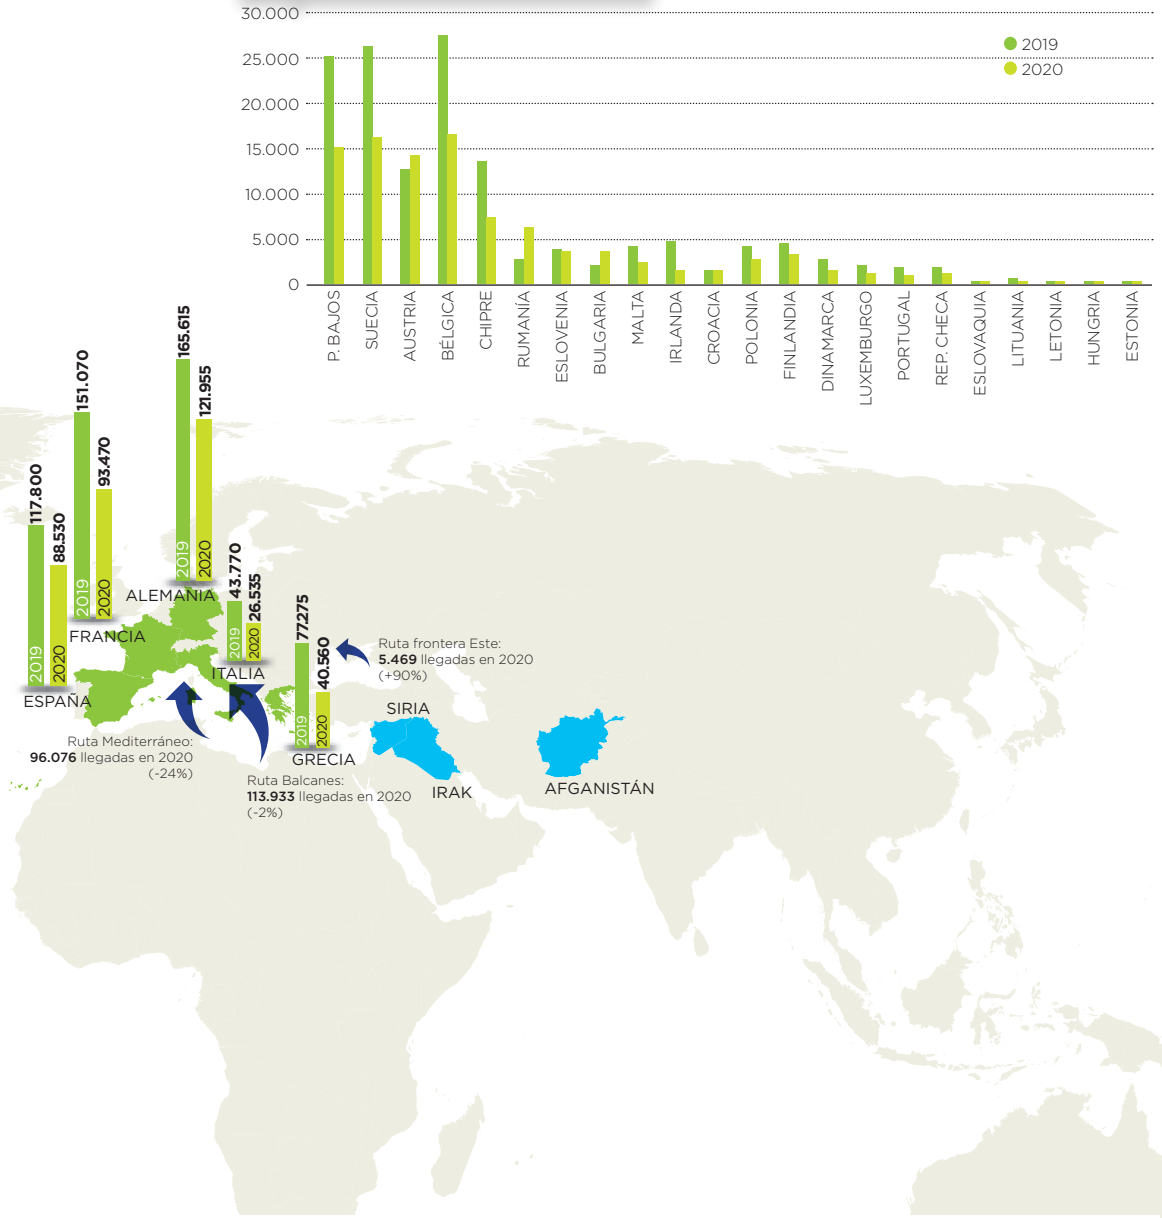 30.000
25.000
20.000
15.000
10.000
5.000
0
2019
2020
P. BAJOS
SUECIA
AUSTRIA
BÉLGICA
CHIPRE
RUMANÍA
ESLOVENIA
BULGARIA
MALTA
IRLANDA
CROACIA
POLONIA
FINLANDIA
DINAMARCA
LUXEMBURGO
PORTUGAL
REP. CHECA
ESLOVAQUIA
LITUANIA
LETONIA
HUNGRIA
ESTONIA
117.800
88.530
2019
2020
ESPAÑA
151.070
93.470
2019
2020
FRANCIA
165.615
121.955
2019
2020
ALEMANIA
43.770
26.535
2019
2020
ITALIA
77.275
40.560
2019
2020
GRECIA
Ruta frontera Este:
5.469 llegadas en 2020
(+90%)
Ruta Mediterráneo:
96.076 llegadas en 2020
(-24%)
Ruta Balcanes:
113.933 llegadas en 2020
(-2%)
SIRIA
IRAK
AFGANISTÁN